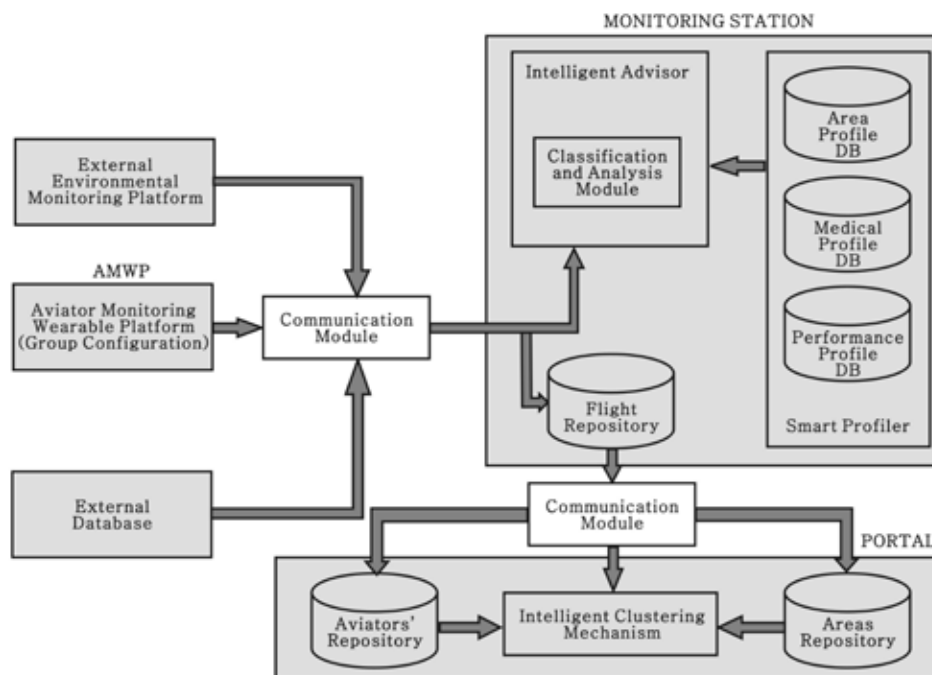 MONITORING STATION
Intelligent Advisor
Classification
and Analysis
Module
Area
Profile
DB
Medical
Profile
DB
Performance
Profile
DB
Smart Profiler
External
Environmental
Monitoring Platform
AMWP
Aviator Monitoring
Wearable Platform
(Group Configuration)
Communication
Module
External
Database
Flight
Repository
Communication
Module
PORTAL
Aviators'
Repository
Intelligent Clustering
Mechanism
Areas
Repository